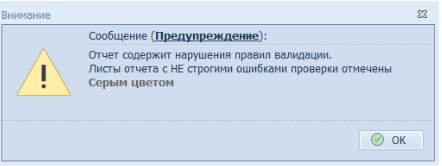 Внимание
Сообщение (Предупреждение):
Отчет содержит нарушения правил валидации.
Листы отчета с НЕ строгими ошибками проверки отмечены
Серым цветом
OK